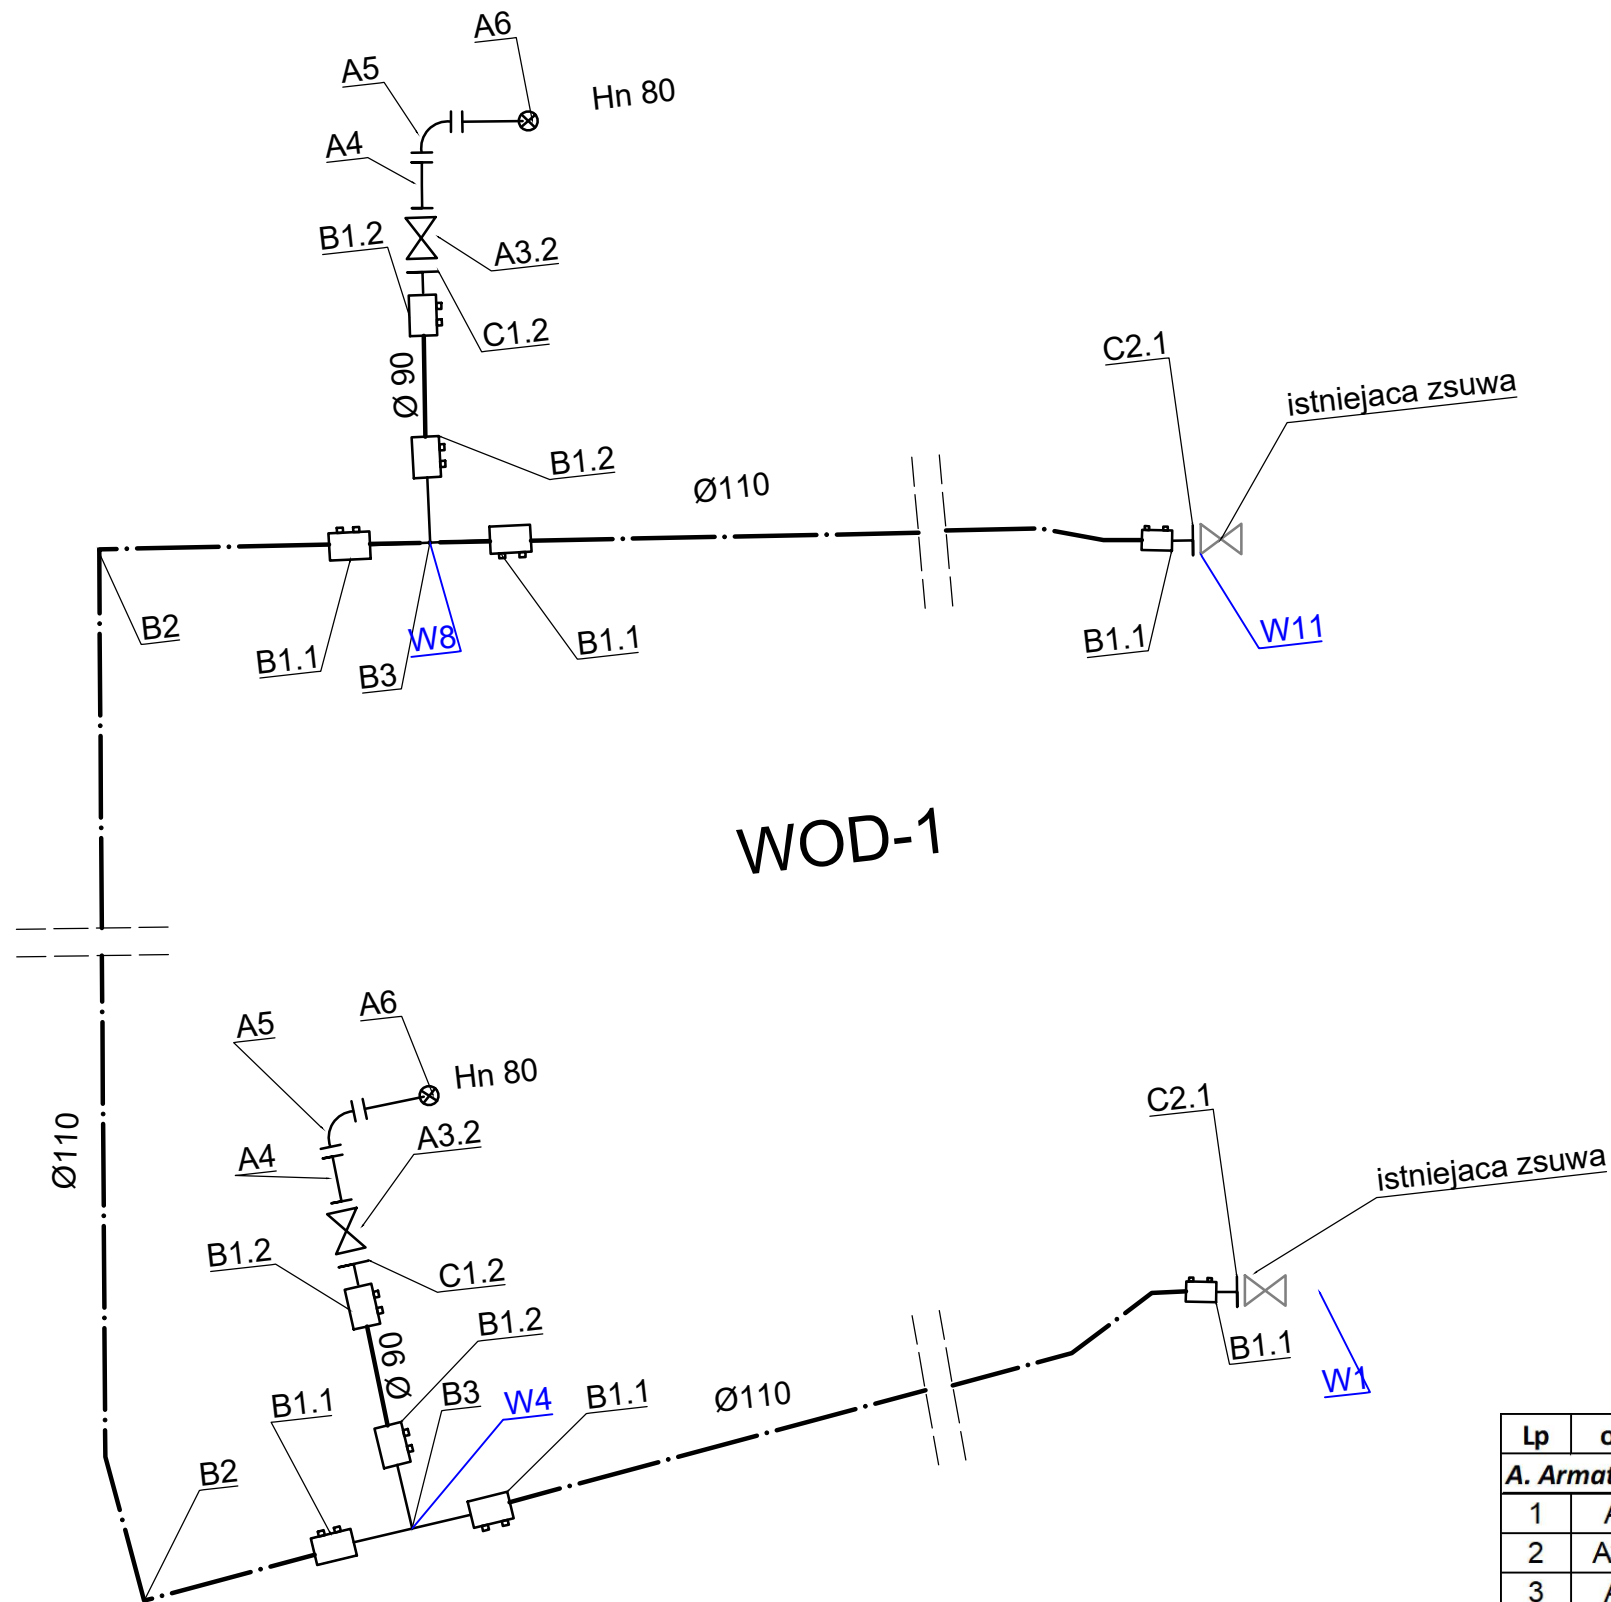 A6
A5
Hn 80
A4
B1.2
A3.2
C1.2
Ø 90
C2.1
istniejaca zsuwa
B1.2
Ø110
B2
B1.1
W8
B3
B1.1
B1.1
W11
WOD-1
A6
A5
Hn 80
Ø110
A4
A3.2
C2.1
istniejaca zsuwa
B1.2
C1.2
B1.2
Ø 90
B1.1
B3
W4
B1.1
Ø110
B1.1
W1
B2
Lp
A. Armat
1
2
3